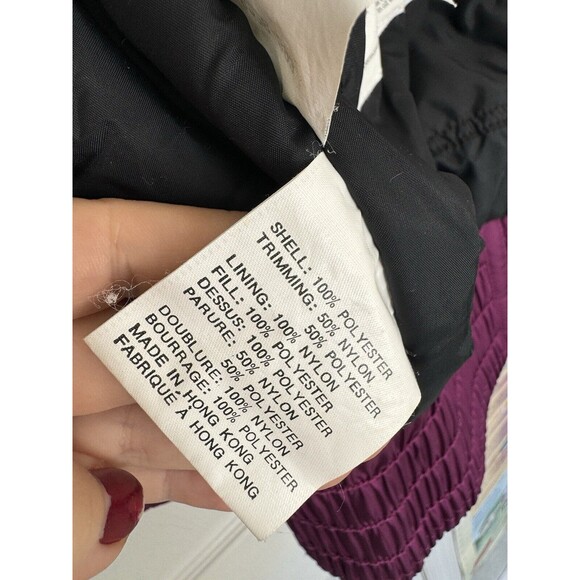 SHELL: 100% POLYESTER
TRIMMING: 50% NYLON
50% POLYESTER
LINING: 100% NYLON
FILL: 100% POLYESTER
DESSUS: 100% POLYESTER
PARURE: 50% NYLON
50% POLYESTER
DOUBLURE: 100% NYLON
BOURRAGE: 100% POLYESTER
MADE IN HONG KONG
FABRIQUE À HONG KONG